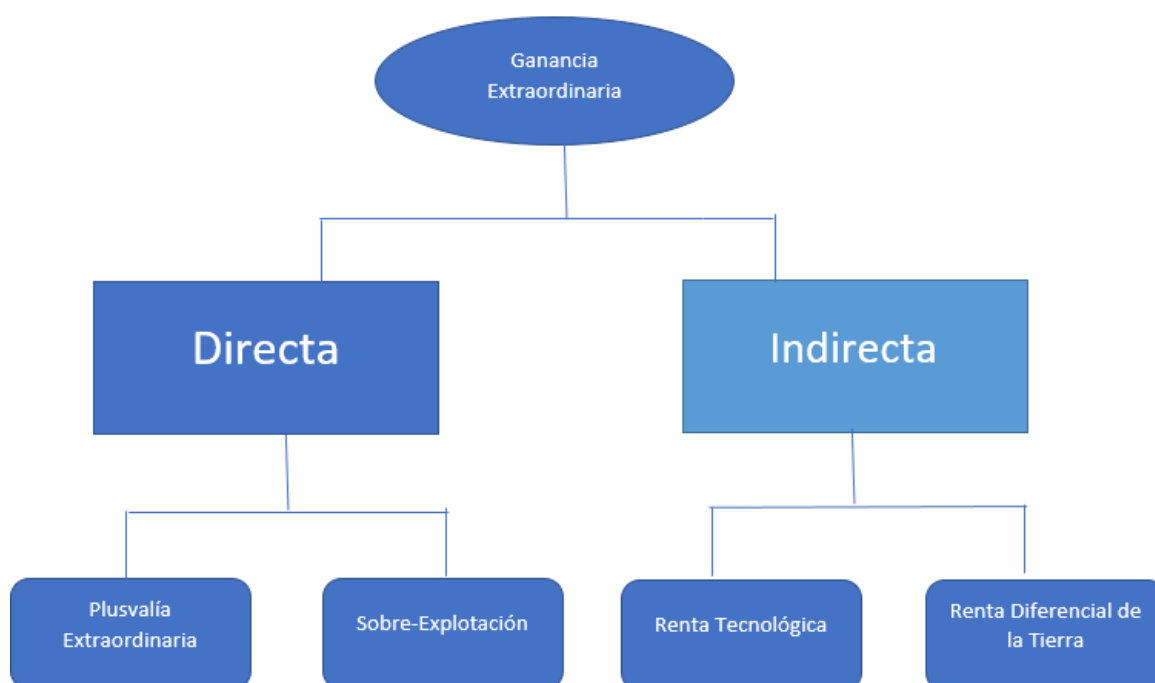 Ganancia
Extraordinaria
Directa
Indirecta
Plusvalía
Extraordinaria
Sobre-Explotación
Renta Tecnológica
Renta Diferencial de
la Tierra